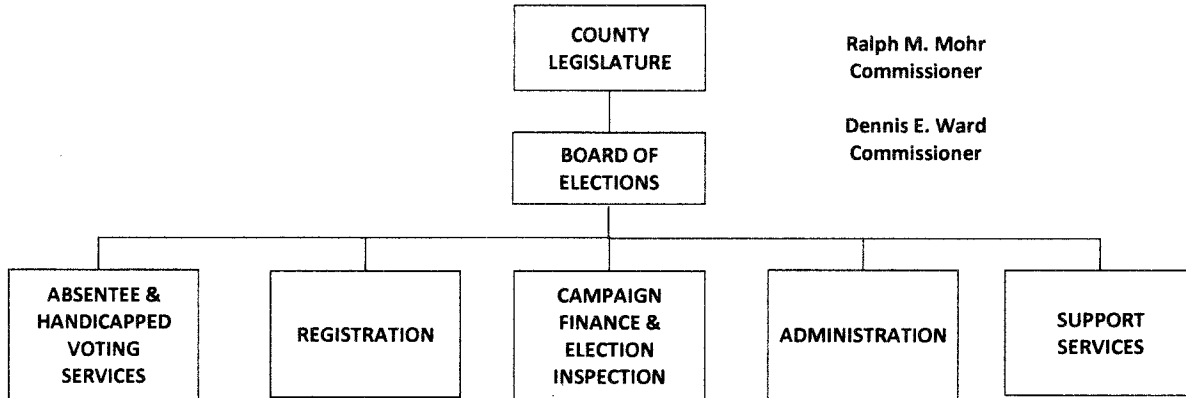 COUNTY
LEGISLATURE
Ralph M. Mohr
Commissioner
Dennis E. Ward
Commissioner
BOARD OF
ELECTIONS
ABSENTEE &
HANDICAPPED
VOTING
SERVICES
REGISTRATION
CAMPAIGN
FINANCE &
ELECTION
INSPECTION
ADMINISTRATION
SUPPORT
SERVICES